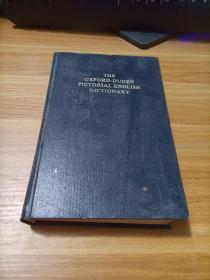 THE
OXFORD-DUDEN
PICTORIAL ENGLISH
DICTIONARY